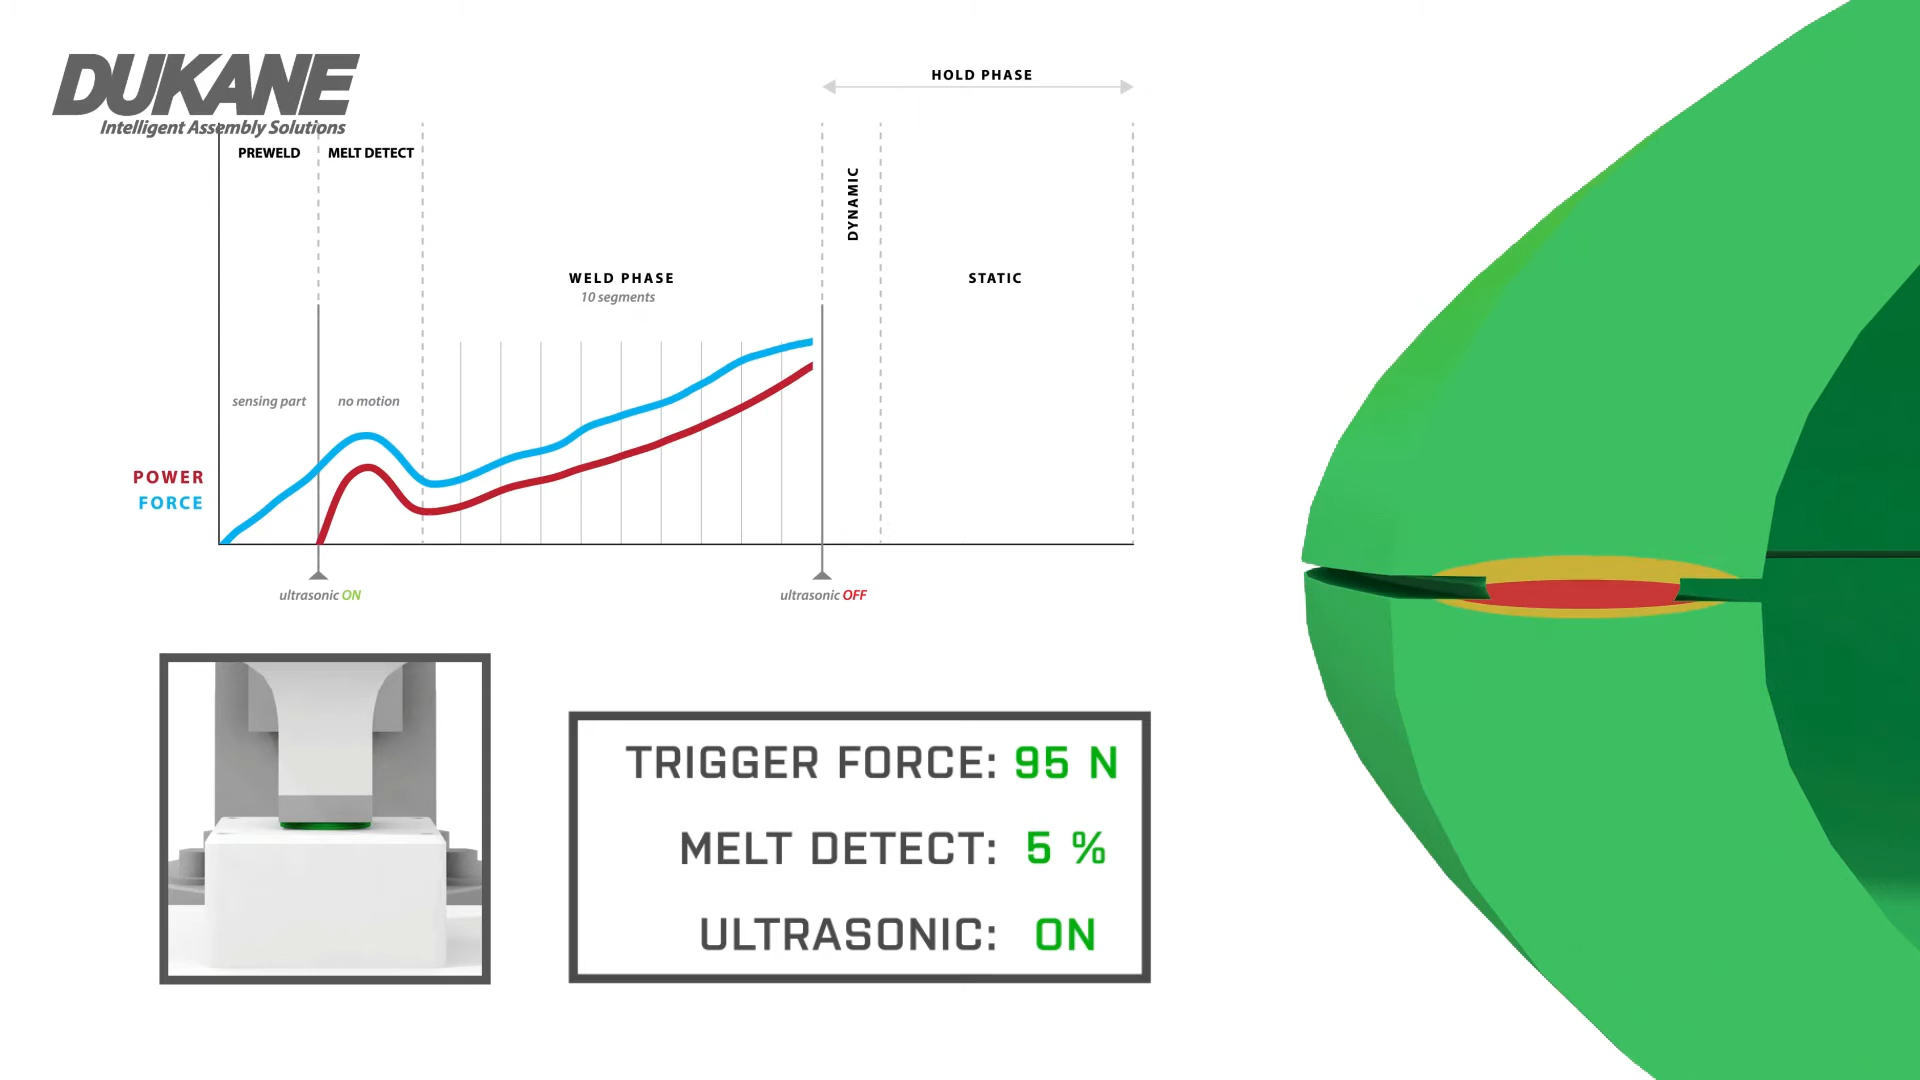 DUKANE
Intelligent Assembly Solutions
HOLD PHASE
PREWELD
MELT DETECT
DYNAMIC
WELD PHASE
10 segments
STATIC
sensing part
no motion
POWER
FORCE
ultrasonic ON
ultrasonic OFF
TRIGGER FORCE: 95 N
MELT DETECT: 5 %
ULTRASONIC: ON